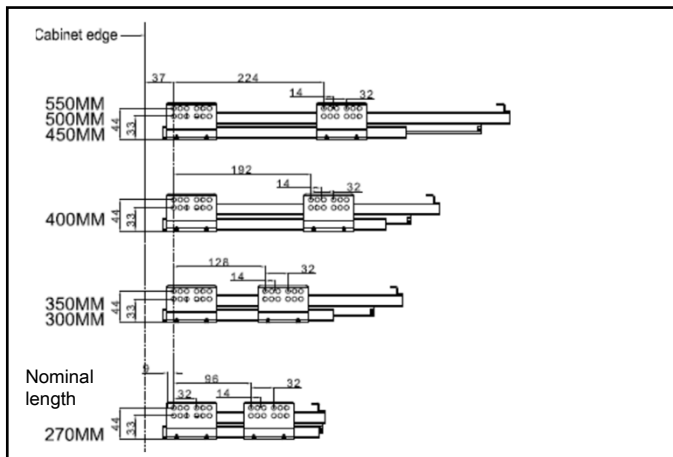 Cabinet edge
37 224
14 32
550MM
500MM
450MM
44 33
192
14 32
400MM
44 33
128
14 32
350MM
300MM
44 33
Nominal
length
9 96 32
32 14
270MM
44 33